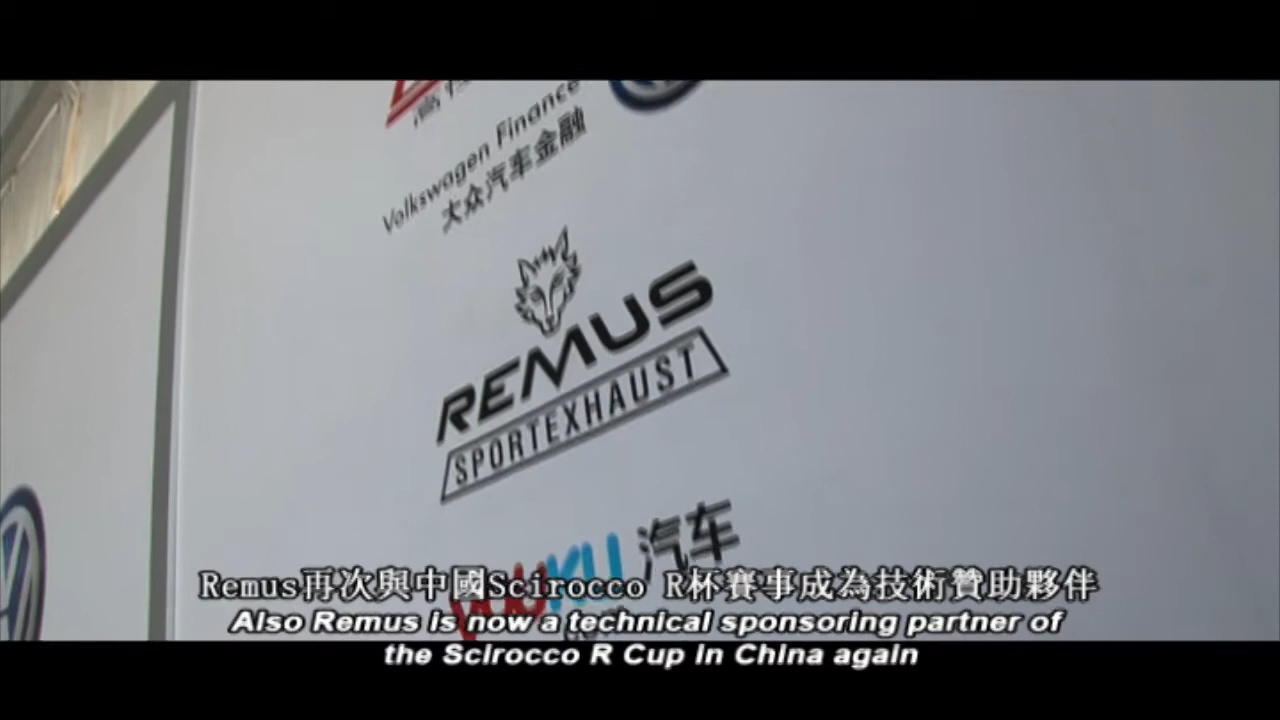 Volkswagen Finance
大众汽车金融
REMUS
SPORTEXHAUST
汽车
Remus再次與中國Scirocco R杯賽事成為技術贊助夥伴
Also Remus is now a technical sponsoring partner of
the Scirocco R Cup in China again